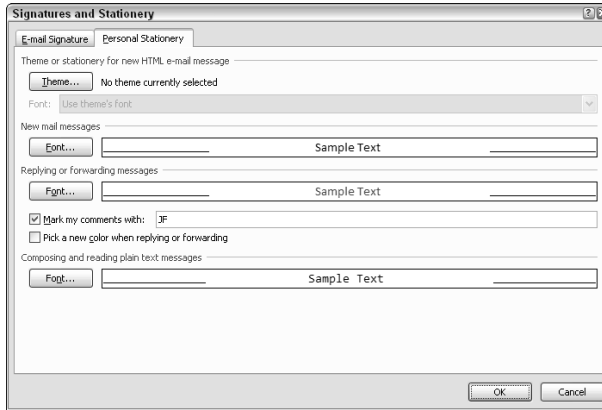 Signatures and Stationery
E-mail Signature Personal Stationery
Theme or stationery for new HTML e-mail message
Theme... No theme currently selected
Font: Use theme's font
New mail messages
Font... Sample Text
Replying or forwarding messages
Font... Sample Text
Mark my comments with: JF
Pick a new color when replying or forwarding
Composing and reading plain text messages
Font... Sample Text
OK Cancel